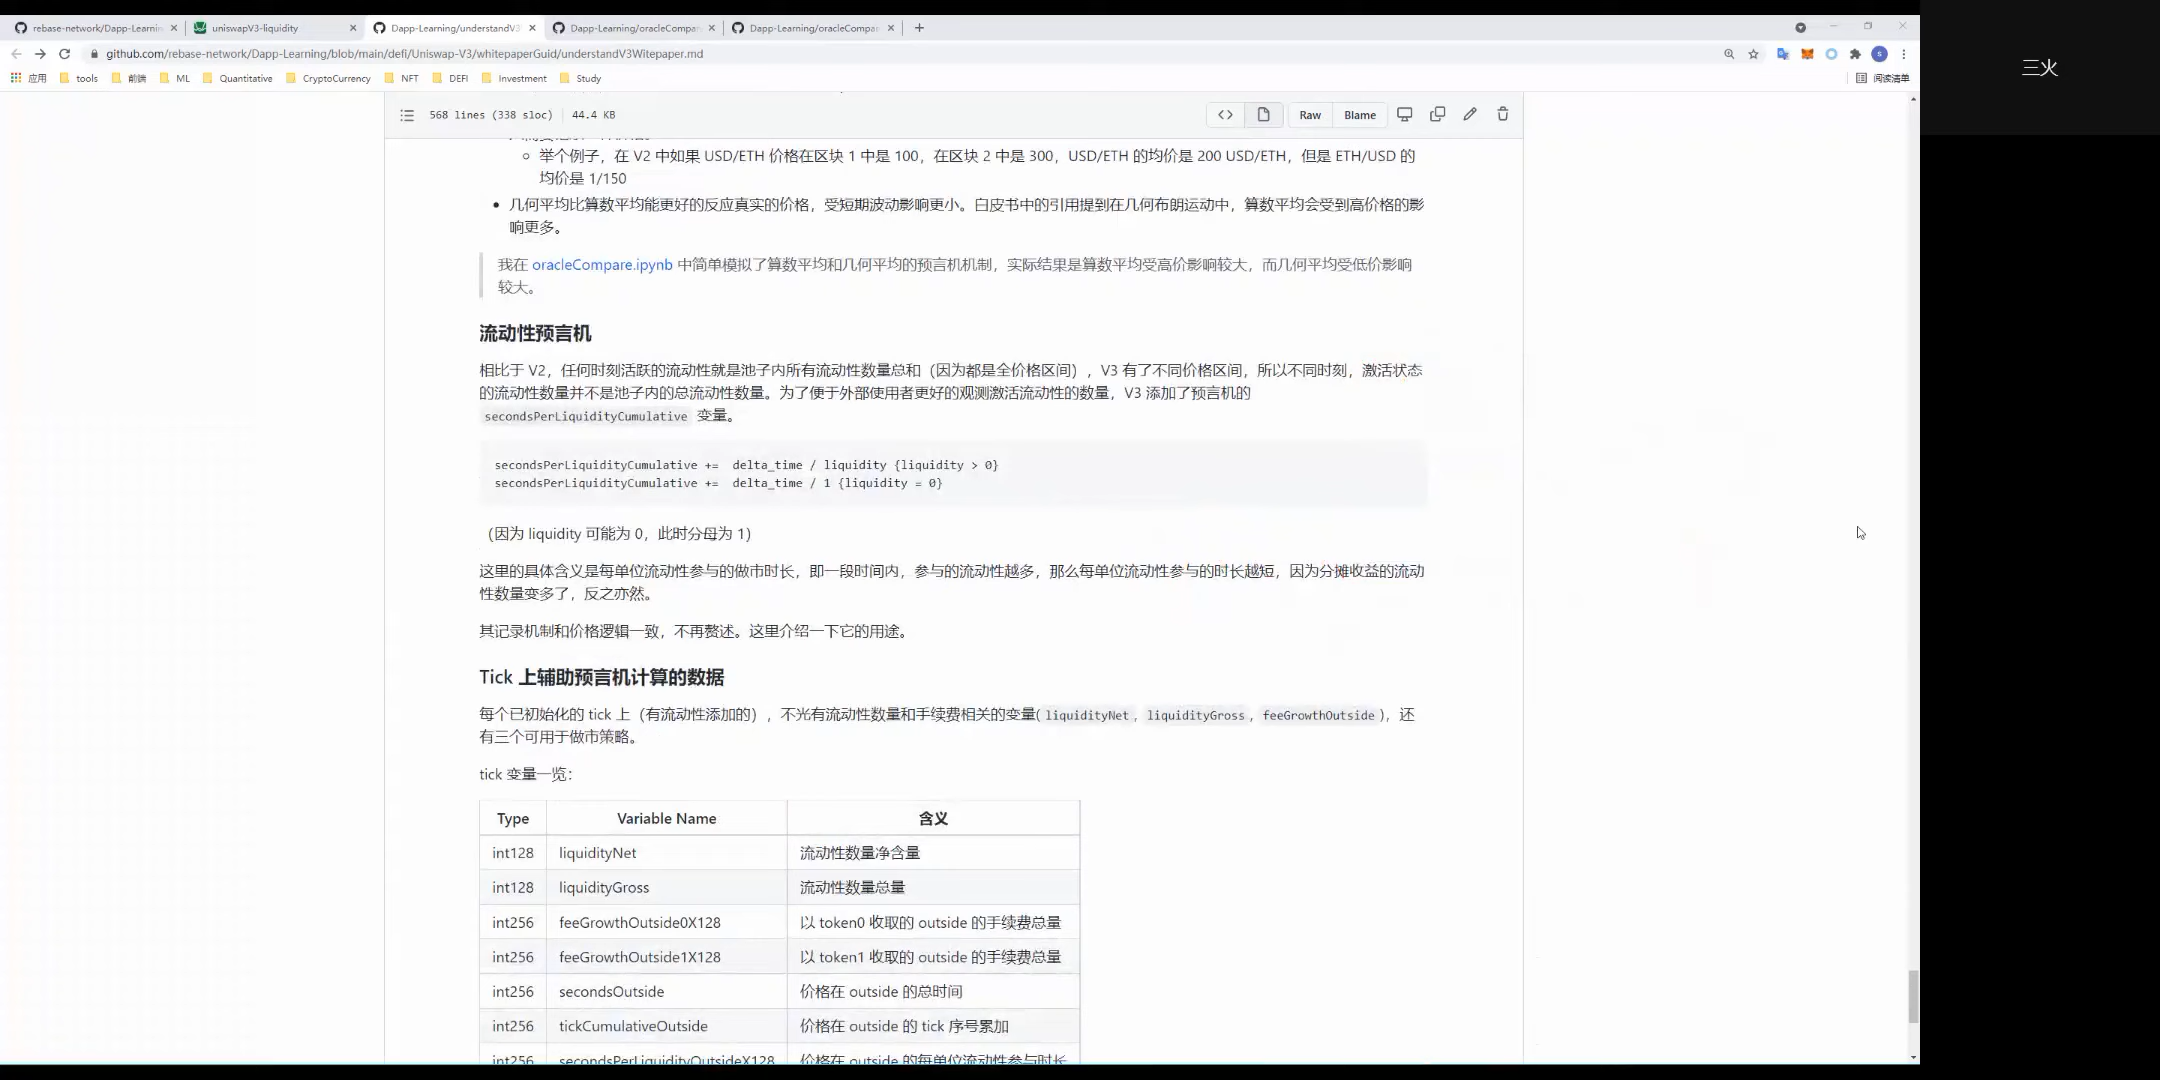 rebase-network/Dapp-Learnin
uniswapV3-liquidity
Dapp-Learning/understandV3
Dapp-Learning/oracleCompar
Dapp-Learning/oracleCompar
github.com/rebase-network/Dapp-Learning/blob/main/defi/Uniswap-V3/whitepaperGuid/understandV3Witepaper.md
应用 tools 前端 ML Quantitative CryptoCurrency NFT DEFI Investment Study 阅读清单
三火
568 lines (338 sloc) 44.4 KB
Raw Blame
举个例子，在 V2 中如果 USD/ETH 价格在区块 1 中是 100，在区块 2 中是 300，USD/ETH 的均价是 200 USD/ETH，但是 ETH/USD 的
均价是 1/150
几何平均比算数平均能更好的反应真实的价格，受短期波动影响更小。白皮书中的引用提到在几何布朗运动中，算数平均会受到高价格的影
响更多。
我在 oracleCompare.ipynb 中简单模拟了算数平均和几何平均的预言机机制，实际结果是算数平均受高价影响较大，而几何平均受低价影响
较大。
流动性预言机
相比于 V2，任何时刻活跃的流动性就是池子内所有流动性数量总和（因为都是全价格区间），V3 有了不同价格区间，所以不同时刻，激活状态
的流动性数量并不是池子内的总流动性数量。为了便于外部使用者更好的观测激活流动性的数量，V3 添加了预言机的
secondsPerLiquidityCumulative 变量。
secondsPerLiquidityCumulative += delta_time / liquidity {liquidity > 0}
secondsPerLiquidityCumulative += delta_time / 1 {liquidity = 0}
（因为 liquidity 可能为 0，此时分母为 1）
这里的具体含义是每单位流动性参与的做市时长，即一段时间内，参与的流动性越多，那么每单位流动性参与的时长越短，因为分摊收益的流动
性数量变多了，反之亦然。
其记录机制和价格逻辑一致，不再赘述。这里介绍一下它的用途。
Tick 上辅助预言机计算的数据
每个已初始化的 tick 上（有流动性添加的），不光有流动性数量和手续费相关的变量( liquidityNet , liquidityGross , feeGrowthOutside )，还
有三个可用于做市策略。
tick 变量一览：
Type Variable Name 含义
int128 liquidityNet 流动性数量净含量
int128 liquidityGross 流动性数量总量
int256 feeGrowthOutside0X128 以 token0 收取的 outside 的手续费总量
int256 feeGrowthOutside1X128 以 token1 收取的 outside 的手续费总量
int256 secondsOutside 价格在 outside 的总时间
int256 tickCumulativeOutside 价格在 outside 的 tick 序号累加
int256 secondsPerLiquidityOutsideX128 价格在 outside 的每单位流动性参与时长